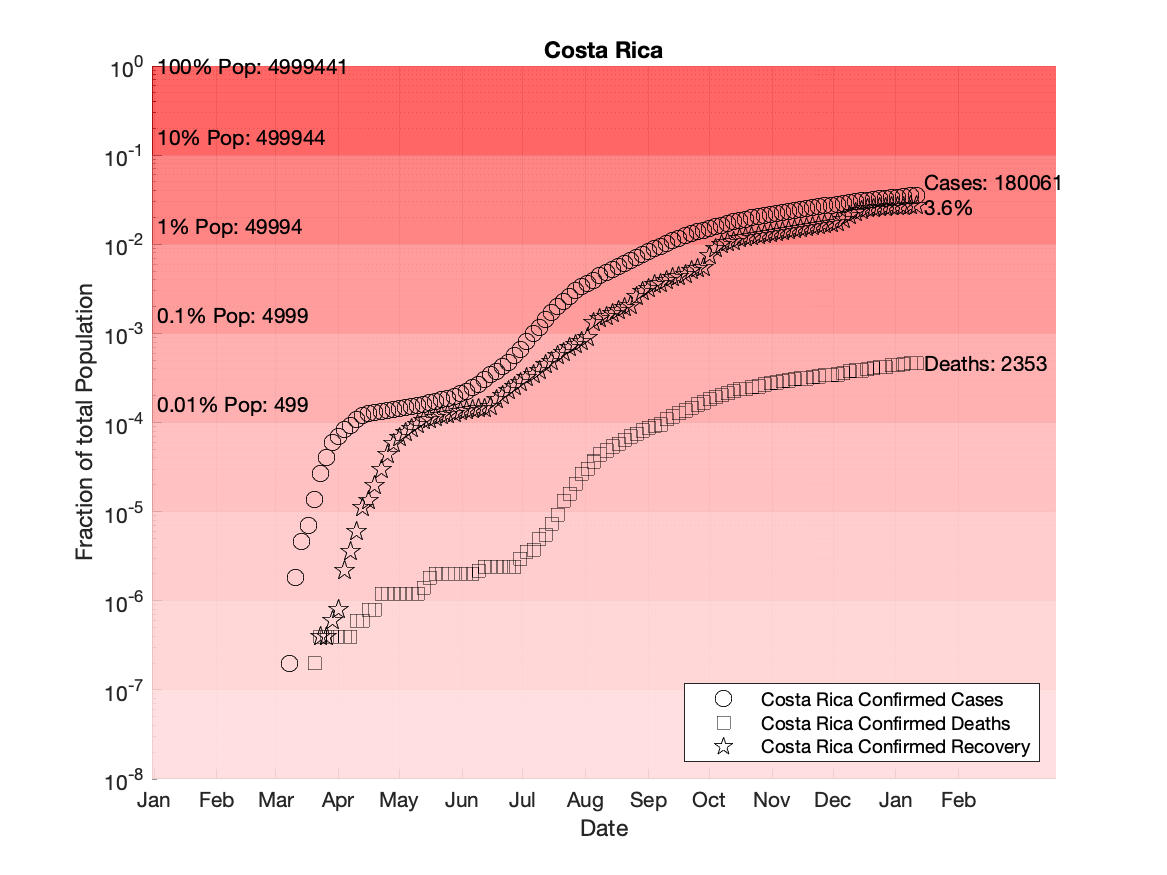 Costa Rica
10^0
100% Pop: 4999441
10% Pop: 499944
10^-1
Cases: 180061
3.6%
1% Pop: 49994
10^-2
0.1% Pop: 4999
10^-3
Deaths: 2353
0.01% Pop: 499
10^-4
10^-5
10^-6
10^-7
10^-8
Fraction of total Population
Costa Rica Confirmed Cases
Costa Rica Confirmed Deaths
Costa Rica Confirmed Recovery
Jan Feb Mar Apr May Jun Jul Aug Sep Oct Nov Dec Jan Feb
Date